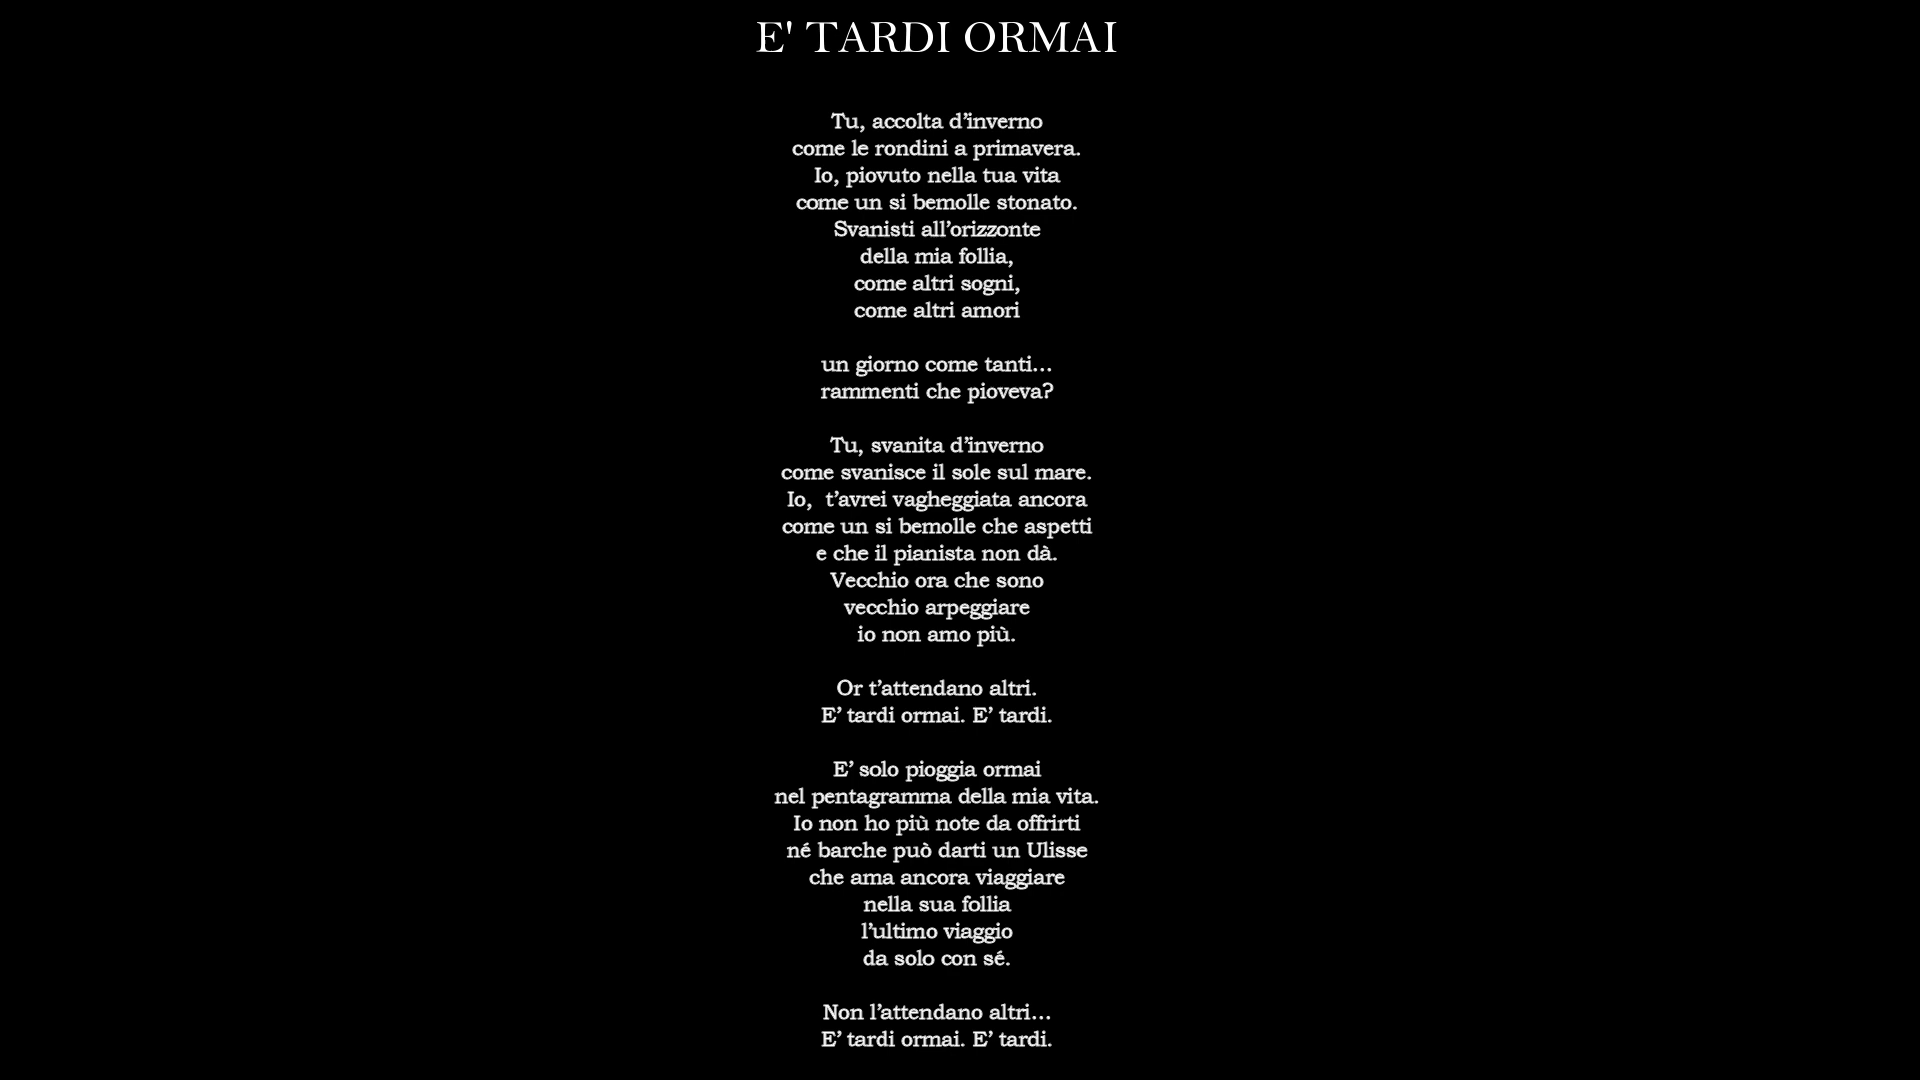 E' TARDI ORMAI
Tu, accolta d’inverno
come le rondini a primavera.
Io, piovuto nella tua vita
come un si bemolle stonato.
Svanisti all’orizzonte
della mia follia,
come altri sogni,
come altri amori
un giorno come tanti...
rammenti che pioveva?
Tu, svanita d’inverno
come svanisce il sole sul mare.
Io,  t’avrei vagheggiata ancora
come un si bemolle che aspetti
e che il pianista non dà.
Vecchio ora che sono
vecchio arpeggiare
io non amo più.
Or t’attendano altri.
E’ tardi ormai. E’ tardi.
E’ solo pioggia ormai
nel pentagramma della mia vita.
Io non ho più note da offrirti
né barche può darti un Ulisse
che ama ancora viaggiare
nella sua follia
l’ultimo viaggio
da solo con sé.
Non l’attendano altri...
E’ tardi ormai. E’ tardi.